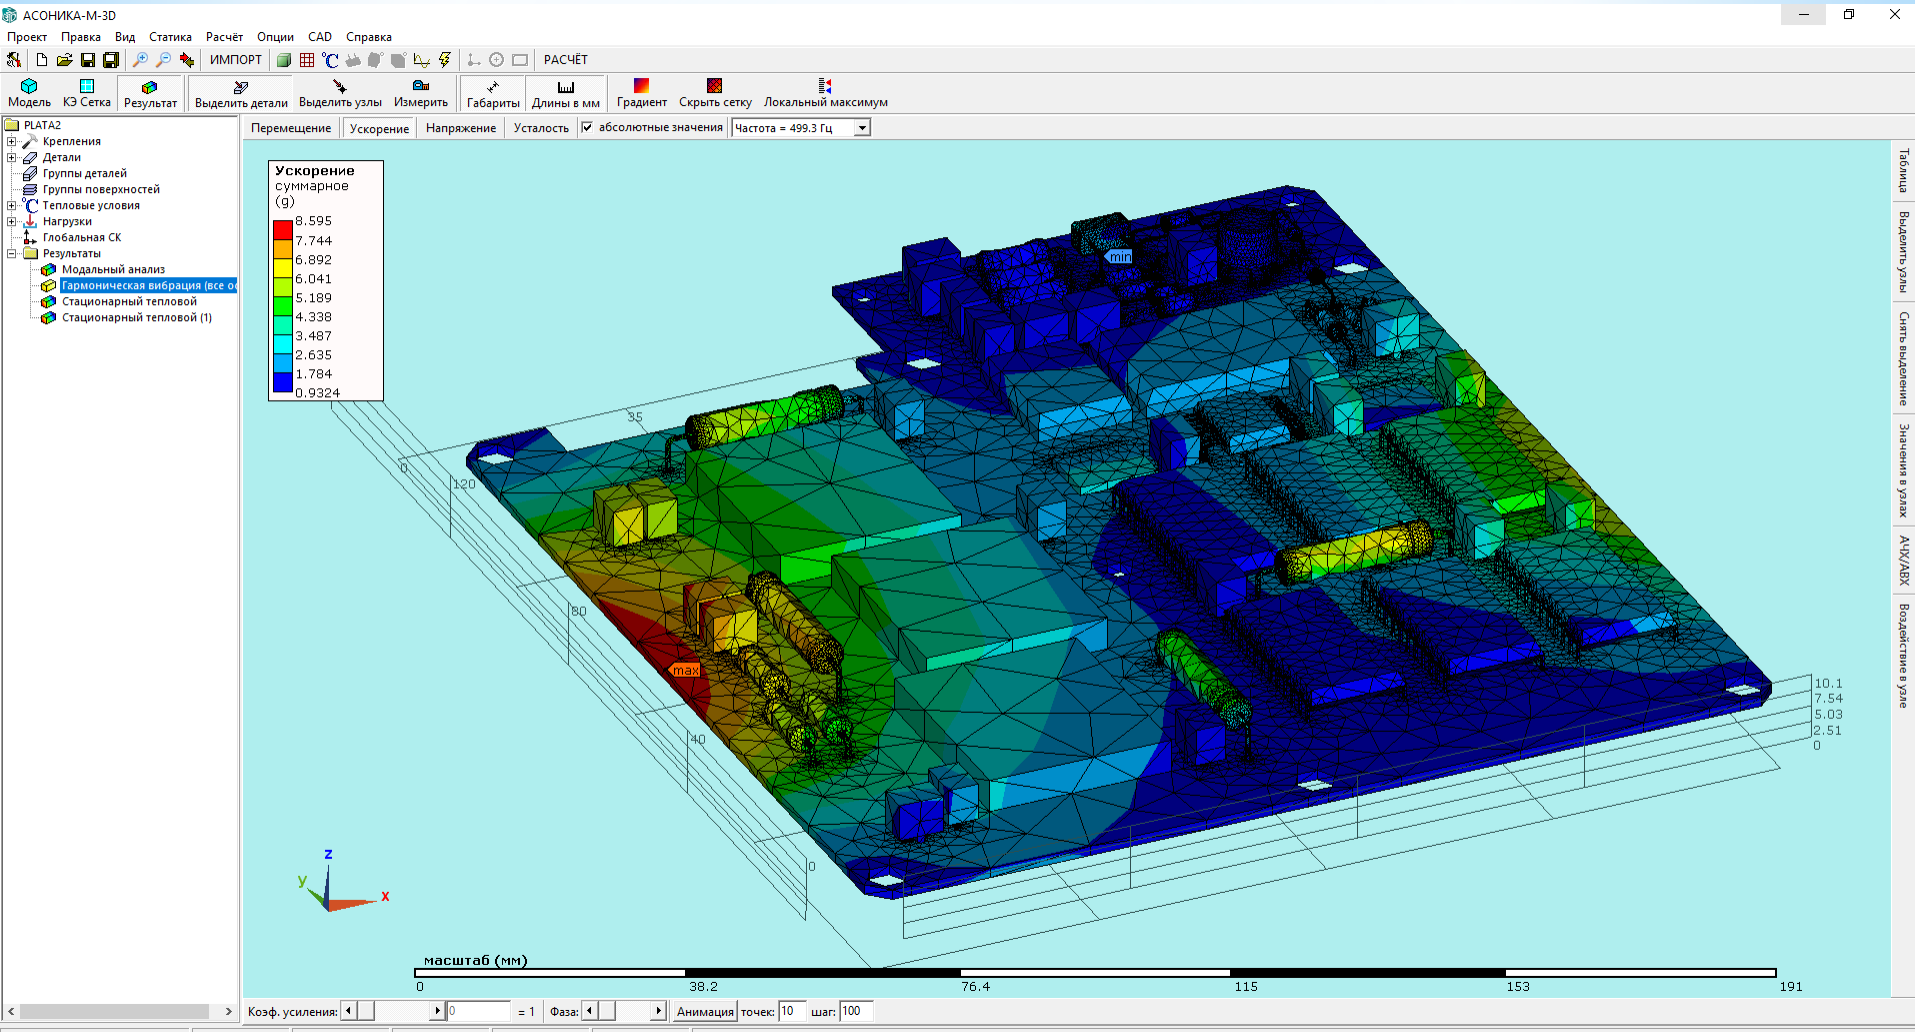 АСОНИКА-М-3D
Проект Правка Вид Статика Расчёт Опции CAD Справка
ИМПОРТ °C РАСЧЁТ
Модель КЭ Сетка Результат Выделить детали Выделить узлы Измерить Габариты Длины в мм Градиент Скрыть сетку Локальный максимум
Перемещение Ускорение Напряжение Усталость абсолютные значения Частота = 499.3 Гц
PLATA2
Крепления
Детали
Группы деталей
Группы поверхностей
°C Тепловые условия
Нагрузки
Глобальная СК
Результаты
Модальный анализ
Гармоническая вибрация (все ос
Стационарный тепловой
Стационарный тепловой (1)
Ускорение
суммарное
(g)
8.595
7.744
6.892
6.041
5.189
4.338
3.487
2.635
1.784
0.9324
min
35
0
120
80
max
40
0
10.1
7.54
5.03
2.51
0
z
y
x
масштаб (мм)
0 38.2 76.4 115 153 191
Таблица
Выделить узлы
Снять выделение
Значения в узлах
АЧХ/АВХ
Воздействие в узле
Коэф. усиления: 0 = 1 Фаза: Анимация точек: 10 шаг: 100